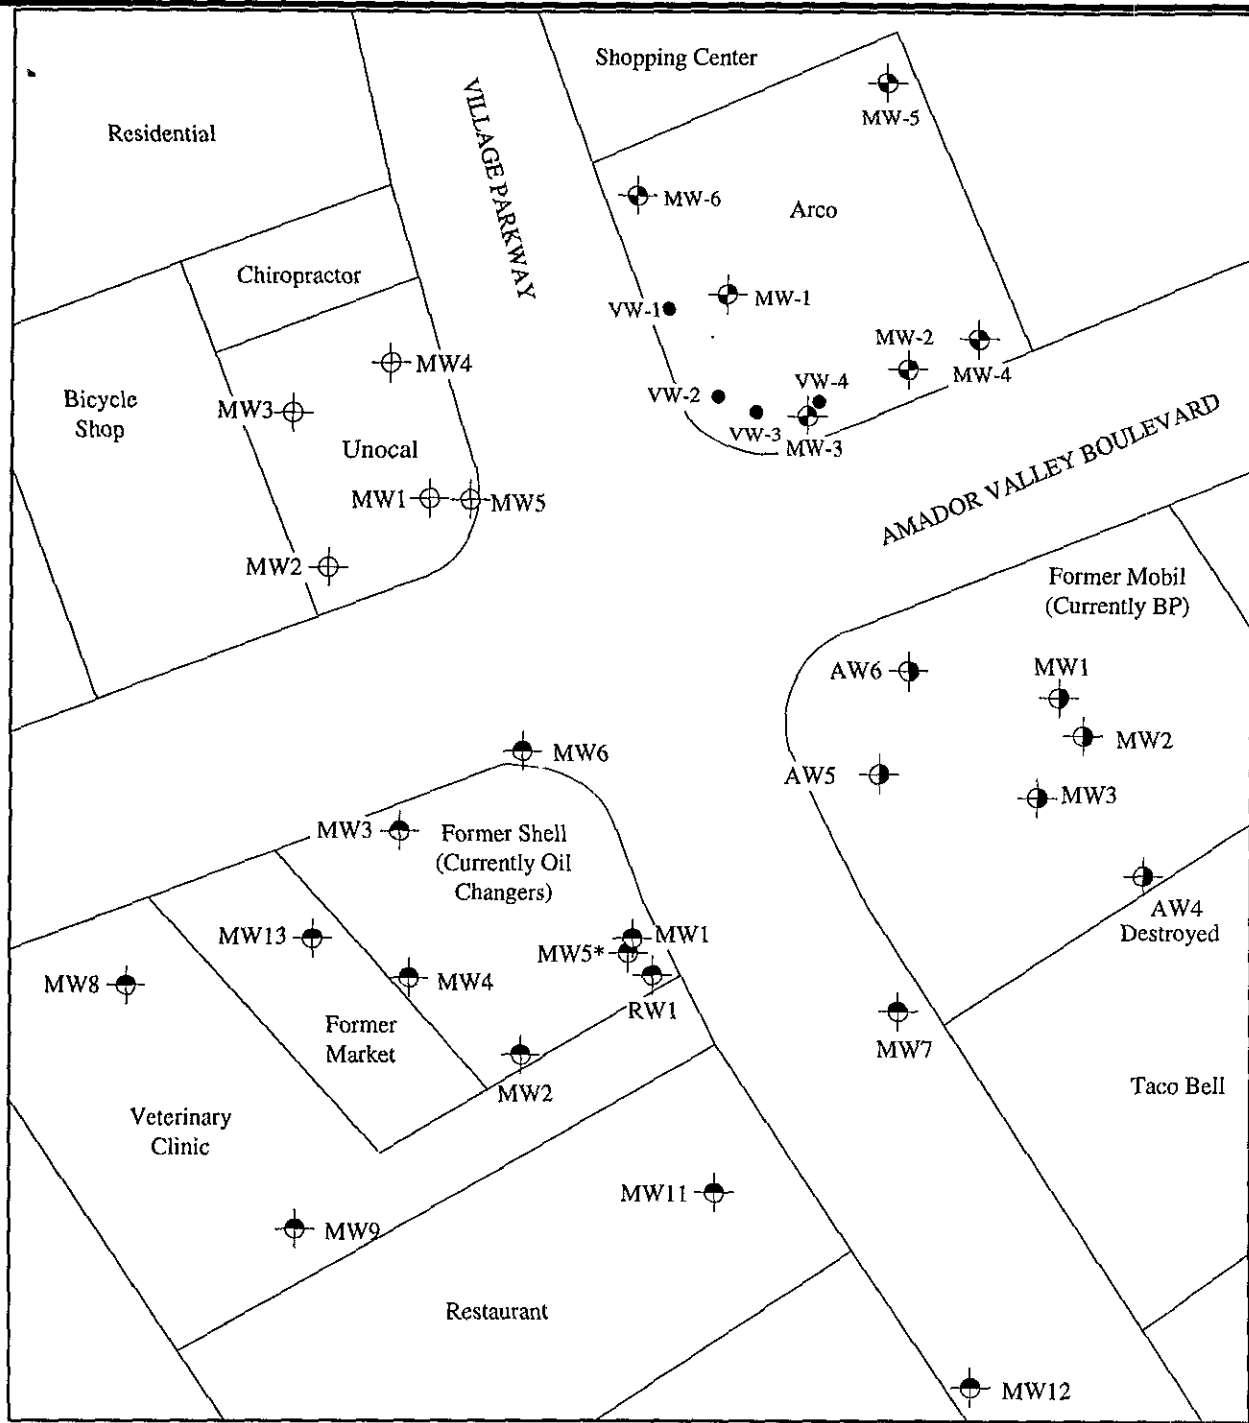 Shopping Center
MW-5
Residential
VILLAGE PARKWAY
MW-6
Arco
Chiropractor
MW-1
VW-1
MW-2
MW-4
MW4
VW-2
VW-4
Bicycle
Shop
MW3
VW-3
MW-3
Unocal
AMADOR VALLEY BOULEVARD
MW1
MW5
MW2
Former Mobil
(Currently BP)
AW6
MW1
MW2
MW6
AW5
MW3
MW3
Former Shell
(Currently Oil
Changers)
AW4
Destroyed
MW13
MW1
MW5*
MW8
MW4
RW1
Former
Market
MW7
MW2
Taco Bell
Veterinary
Clinic
MW11
MW9
Restaurant
MW12